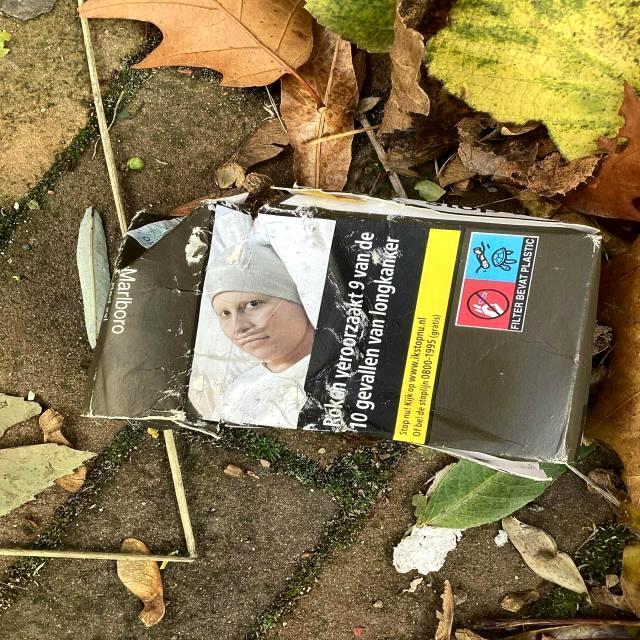 Marlboro
Roken veroorzaakt 9 van de
10 gevallen van longkanker
Stop nu! Kijk op www.ikstopnu.nl
Of bel de stoplijn 0800-1995 (gratis)
FILTER BEVAT PLASTIC